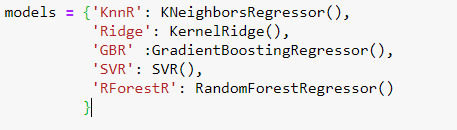 models = {'KnnR': KNeighborsRegressor(),
'Ridge': KernelRidge(),
'GBR' :GradientBoostingRegressor(),
'SVR': SVR(),
'RForestR': RandomForestRegressor()
}